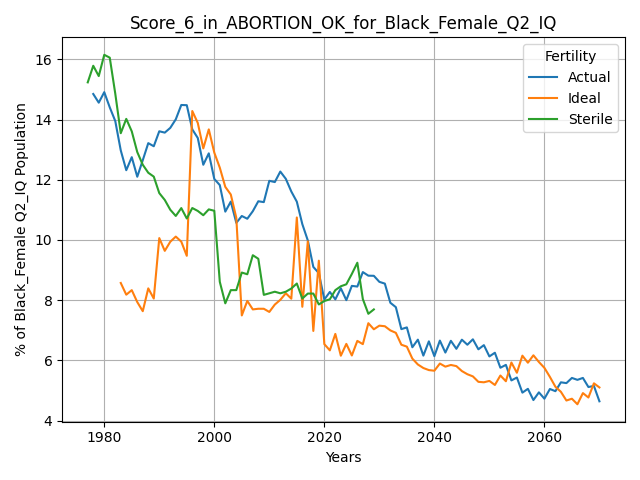 Score_6_in_ABORTION_OK_for_Black_Female_Q2_IQ
% of Black_Female Q2_IQ Population
16
14
12
10
8
6
4
Fertility
Actual
Ideal
Sterile
1980
2000
2020
2040
2060
Years